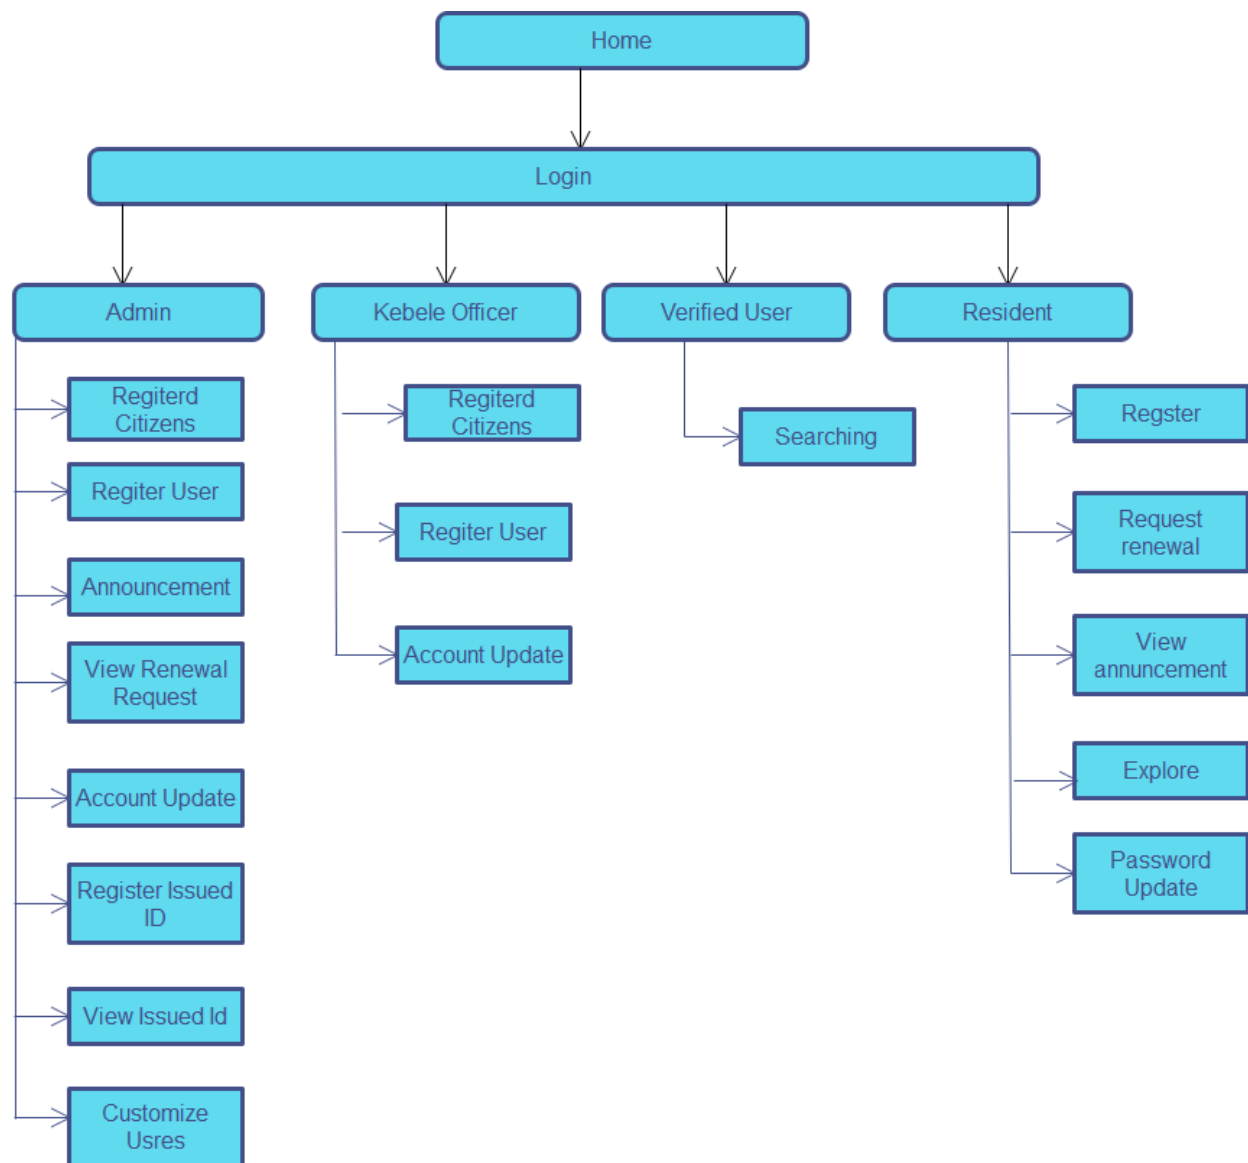 Home
Login
Admin
Kebele Officer
Verified User
Resident
Regiterd
Citizens
Regiter User
Announcement
View Renewal
Request
Account Update
Register Issued
ID
View Issued Id
Customize
Usres
Regiterd
Citizens
Regiter User
Account Update
Searching
Regster
Request
renewal
View
annuncement
Explore
Password
Update